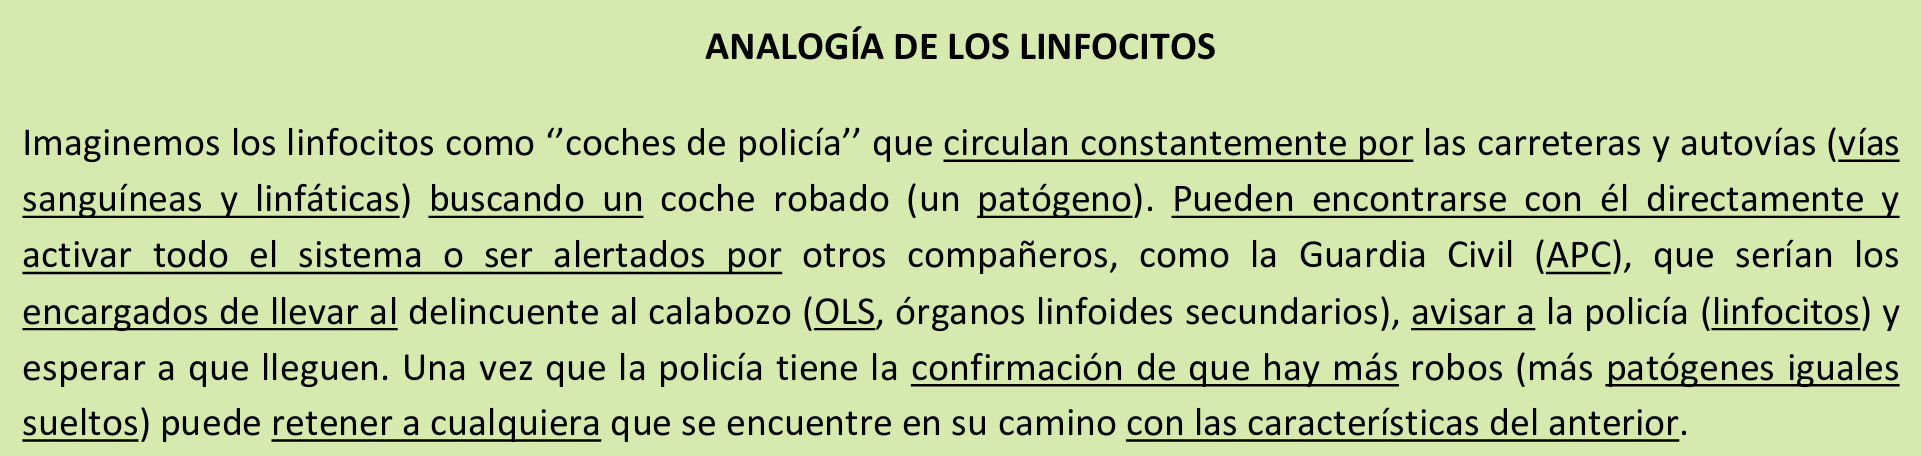 ANALOGÍA DE LOS LINFOCITOS
Imaginemos los linfocitos como ‘’coches de policía’’ que circulan constantemente por las carreteras y autovías (vías
sanguíneas y linfáticas) buscando un coche robado (un patógeno). Pueden encontrarse con él directamente y
activar todo el sistema o ser alertados por otros compañeros, como la Guardia Civil (APC), que serían los
encargados de llevar al delincuente al calabozo (OLS, órganos linfoides secundarios), avisar a la policía (linfocitos) y
esperar a que lleguen. Una vez que la policía tiene la confirmación de que hay más robos (más patógenes iguales
sueltos) puede retener a cualquiera que se encuentre en su camino con las características del anterior.